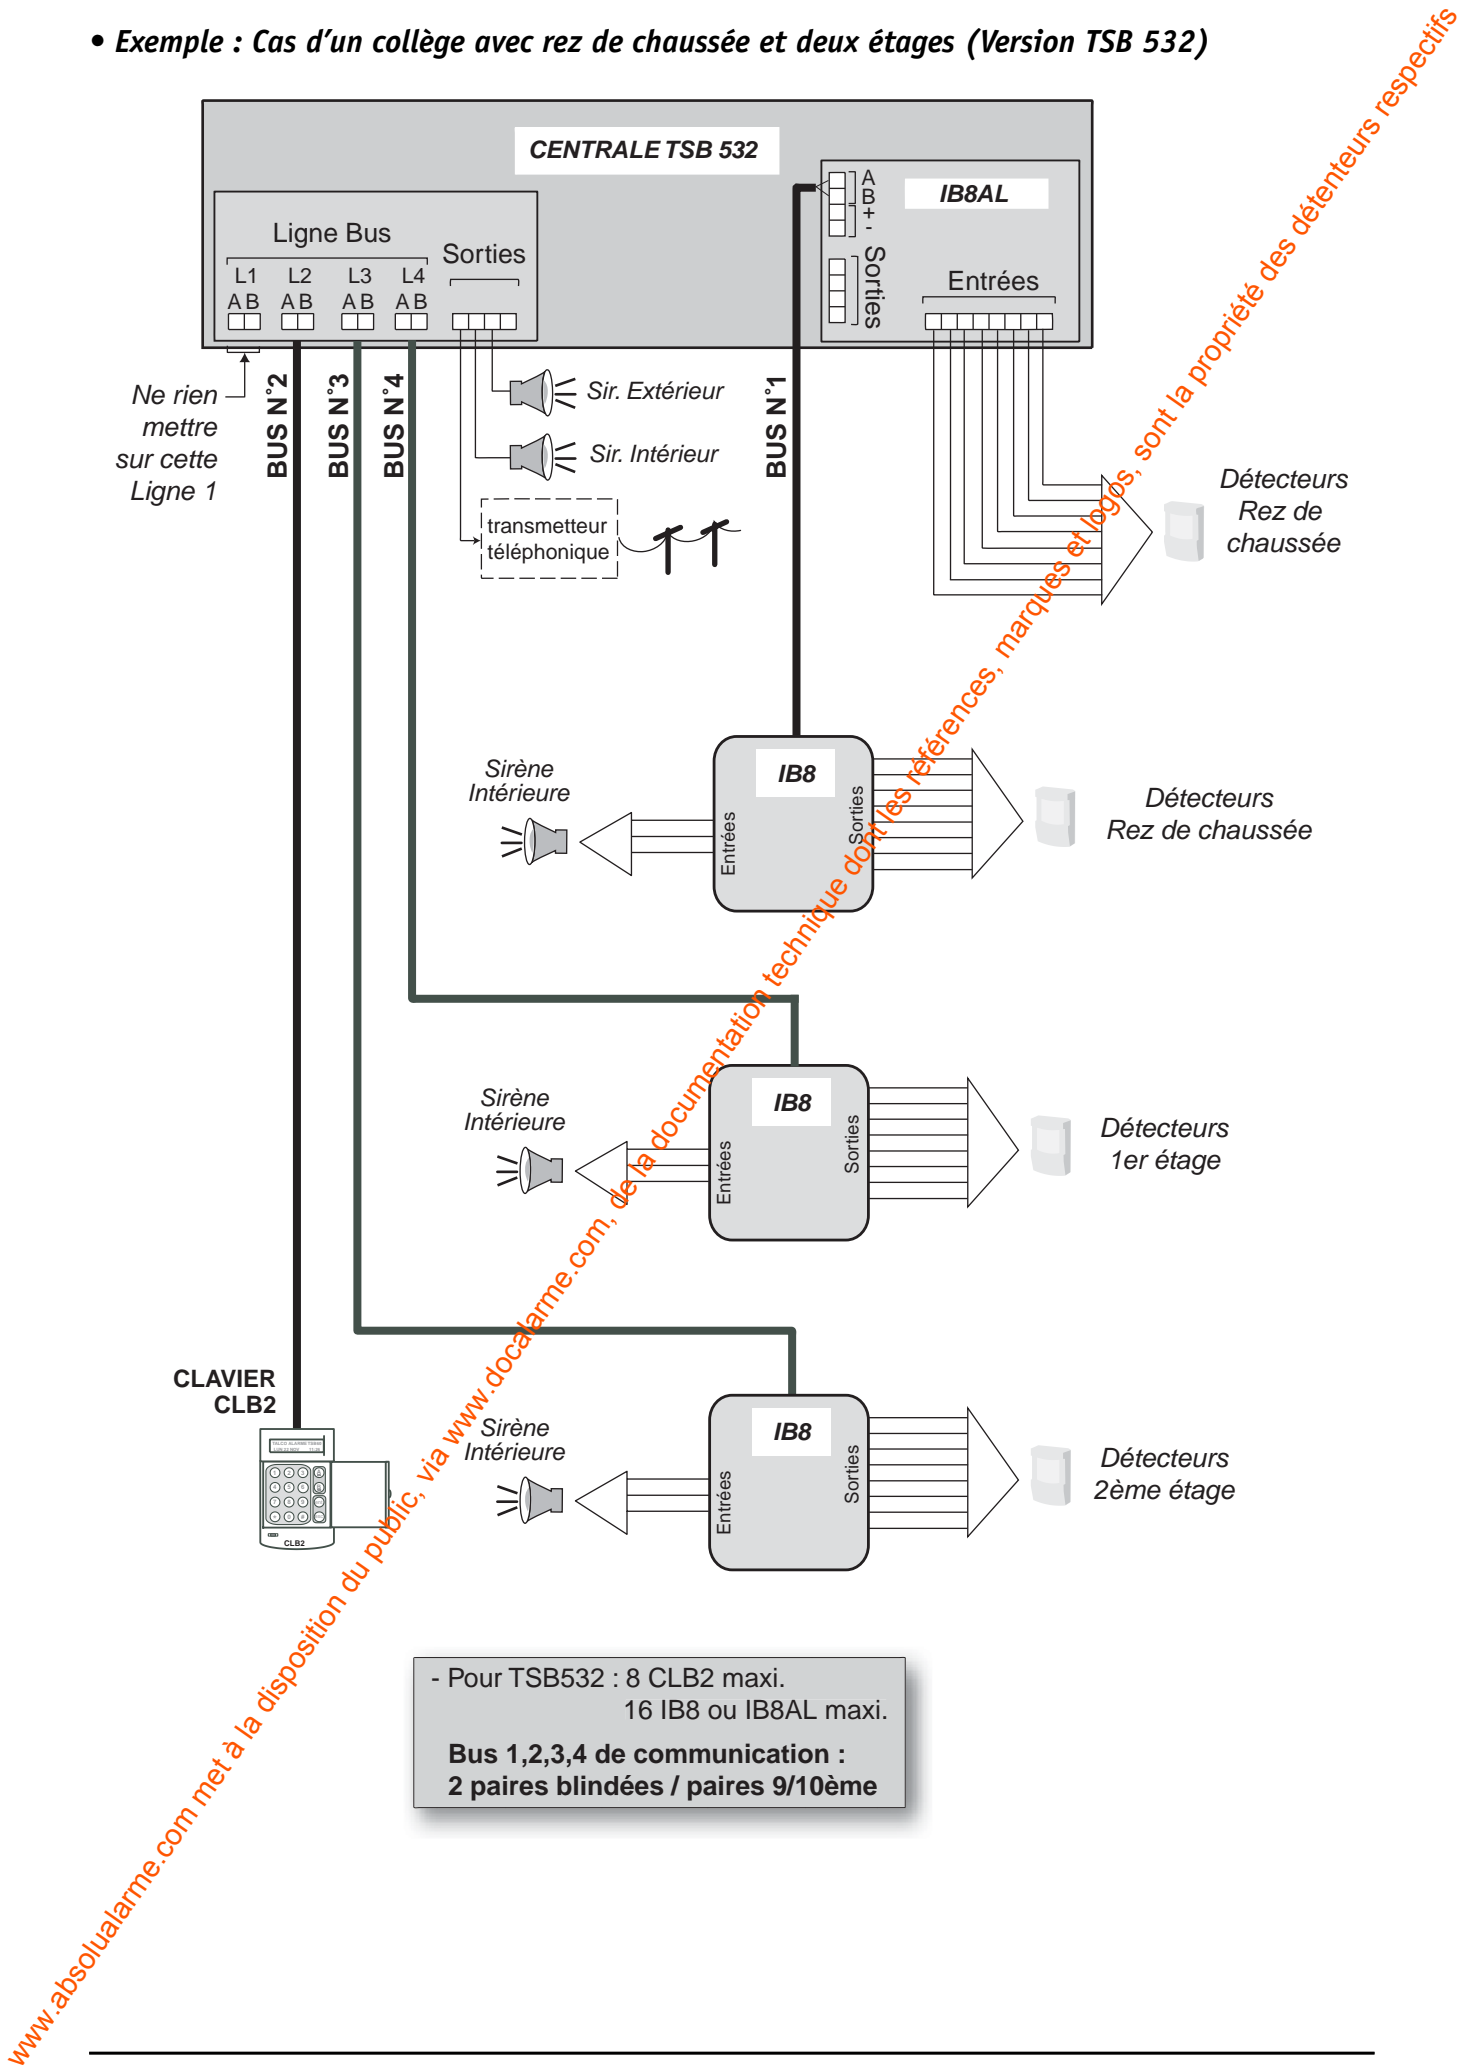 • Exemple : Cas d'un collège avec rez de chaussée et deux étages (Version TSB 532)
CENTRALE TSB 532
IB8AL
A
B
+
-
Sorties
Entrées
Ligne Bus
Sorties
L1 L2 L3 L4
A B A B A B A B
Ne rien
mettre
sur cette
Ligne 1
BUS N°2
BUS N°3
BUS N°4
BUS N°1
Sir. Extérieur
Sir. Intérieur
transmetteur
téléphonique
Détecteurs
Rez de
chaussée
Sirène
Intérieure
IB8
Entrées
Sorties
Détecteurs
Rez de chaussée
Sirène
Intérieure
IB8
Entrées
Sorties
Détecteurs
1er étage
Sirène
Intérieure
IB8
Entrées
Sorties
Détecteurs
2ème étage
CLAVIER
CLB2
CLB2
- Pour TSB532 : 8 CLB2 maxi.
16 IB8 ou IB8AL maxi.
Bus 1,2,3,4 de communication :
2 paires blindées / paires 9/10ème
www.absolualarme.com met à la disposition du public, via www.docalarme.com, de la documentation technique dont les références, marques et logos, sont la propriété des détenteurs respectifs